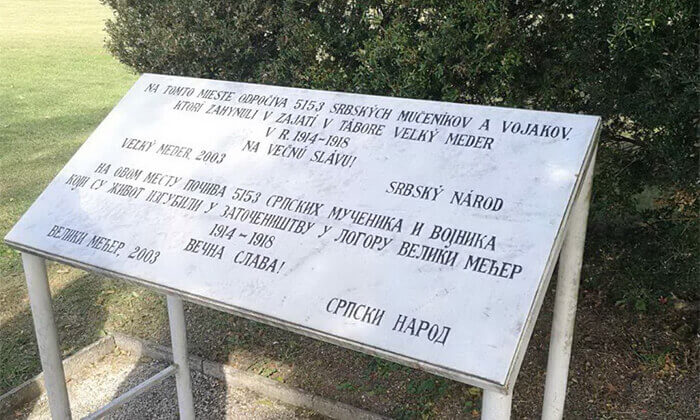 NA TOMTO MIESTE ODPOČÍVA 5153 SRBSKÝCH MUČENÍKOV A VOJAKOV,
KTORÍ ZAHYNULI V ZAJATÍ V TÁBORE VEĽKÝ MEDER
V R. 1914-1918
NA VEČNÚ SLÁVU!
VEĽKÝ MEDER, 2003
SRBSKÝ NÁROD
НА ОВОМ МЕСТУ ПОЧИВА 5153 СРПСКИХ МУЧЕНИКА И ВОЈНИКА
КОЈИ СУ ЖИВОТ ИЗГУБИЛИ У ЗАТОЧЕНИШТВУ У ЛОГОРУ ВЕЛИКИ МЕЂЕР
1914-1918
ВЕЧНА СЛАВА!
ВЕЛИКИ МЕЂЕР, 2003
СРПСКИ НАРОД